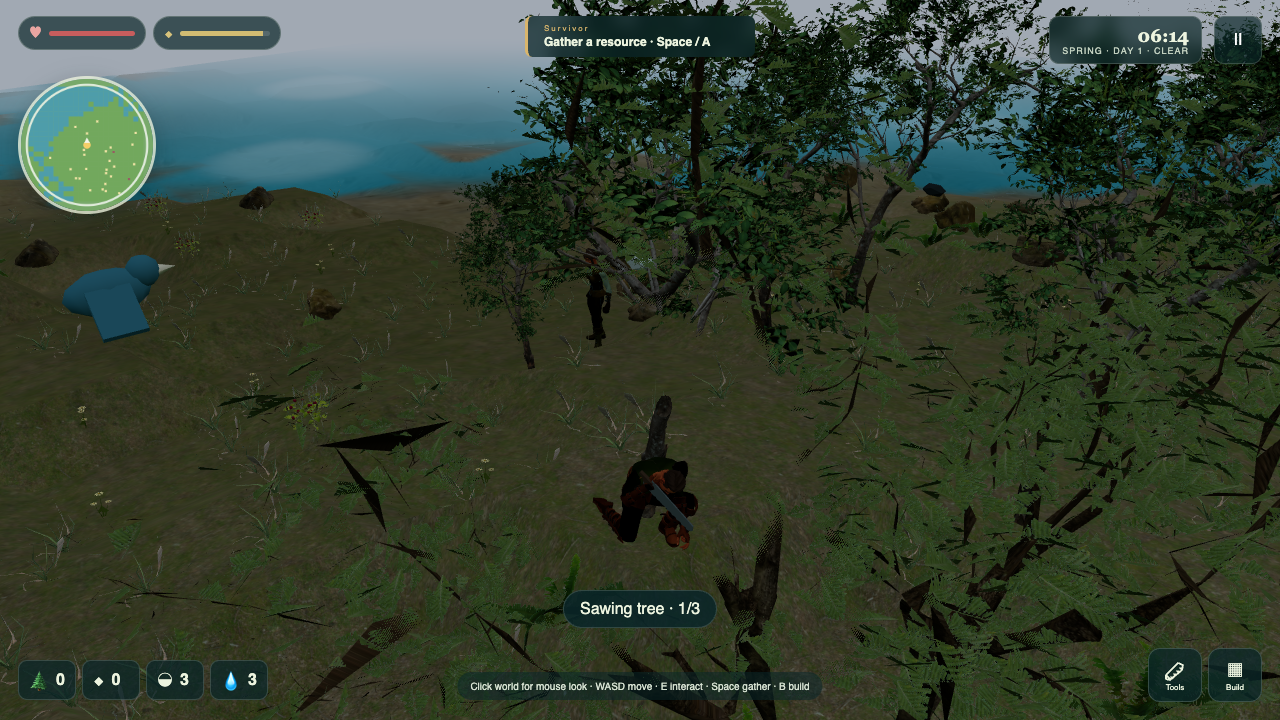 Survivor
Gather a resource · Space / A
06:14
SPRING · DAY 1 · CLEAR
Sawing tree · 1/3
0
0
3
3
Click world for mouse look · WASD move · E interact · Space gather · B build
Tools
Build